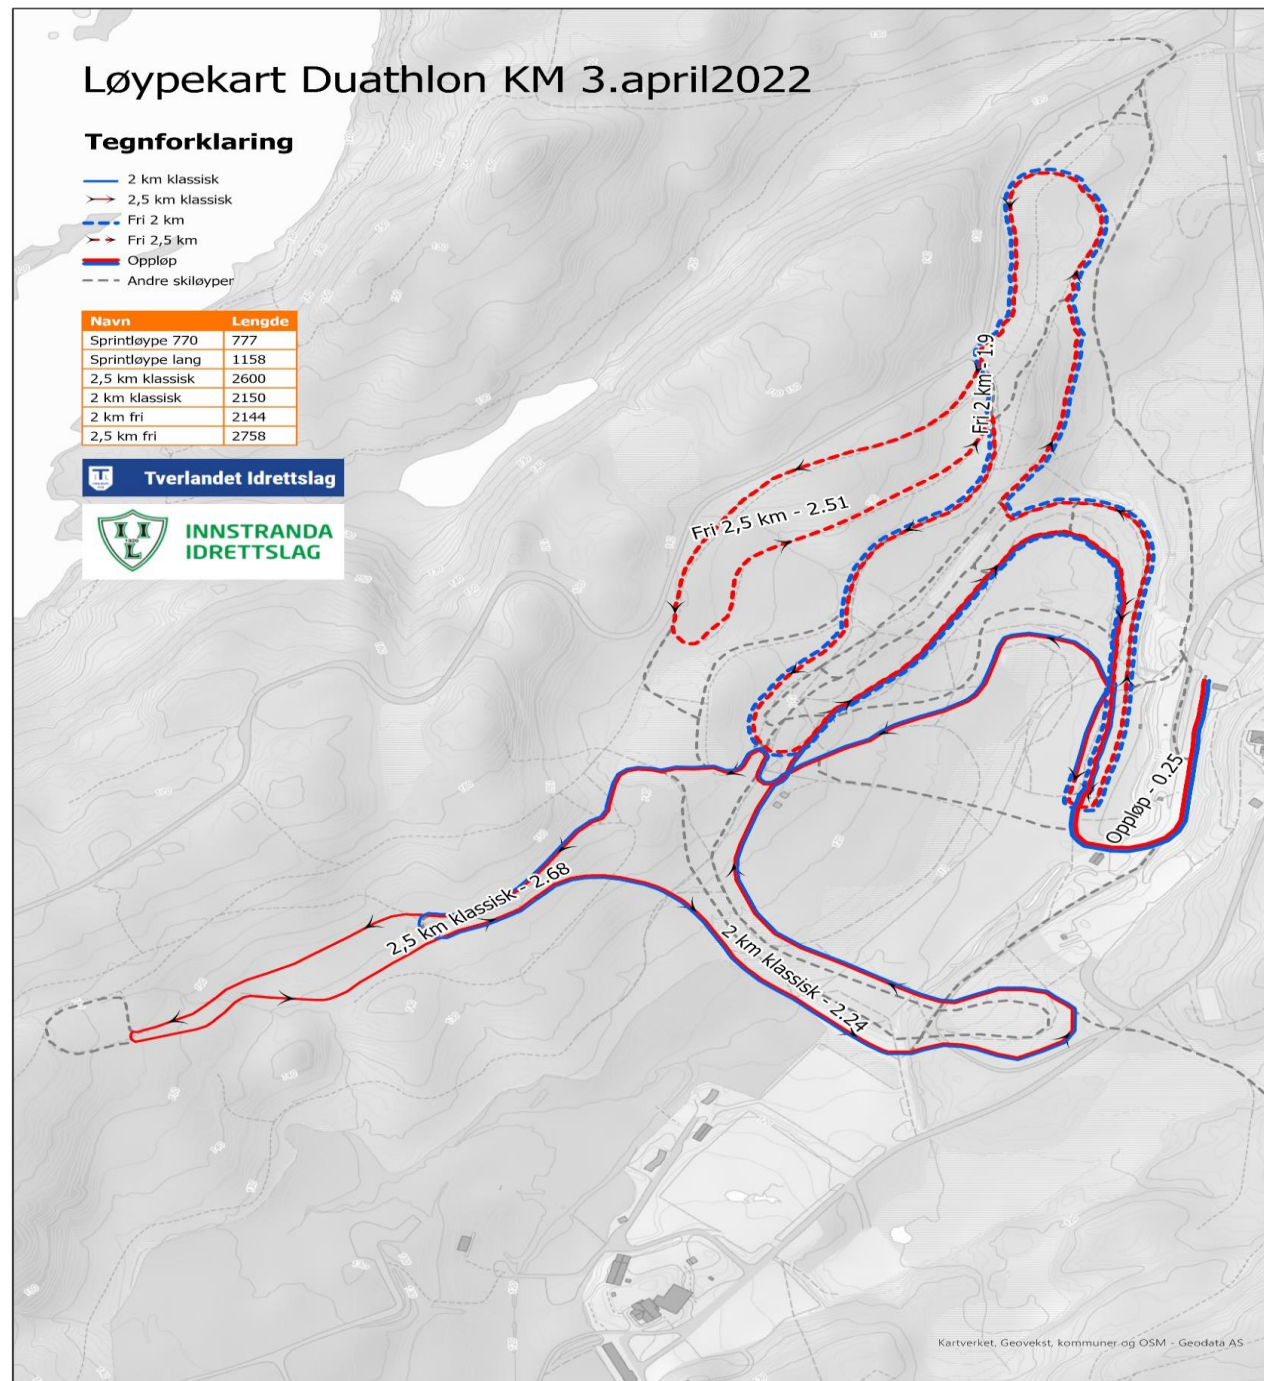 Løypekart Duathlon KM 3.april2022
Tegnforklaring
2 km klassisk
2,5 km klassisk
Fri 2 km
Fri 2,5 km
Oppløp
Andre skiløyper
Navn Lengde
Sprintløype 770 777
Sprintløype lang 1158
2,5 km klassisk 2600
2 km klassisk 2150
2 km fri 2144
2,5 km fri 2758
Tverlandet Idrettslag
IIL
INNSTRANDA
IDRETTSLAG
Fri 2 km - 1.9
Fri 2,5 km - 2.51
Oppløp - 0.25
2,5 km klassisk - 2.68
2 km klassisk - 2.24
Kartverket, Geovekst, kommuner og OSM - Geodata AS